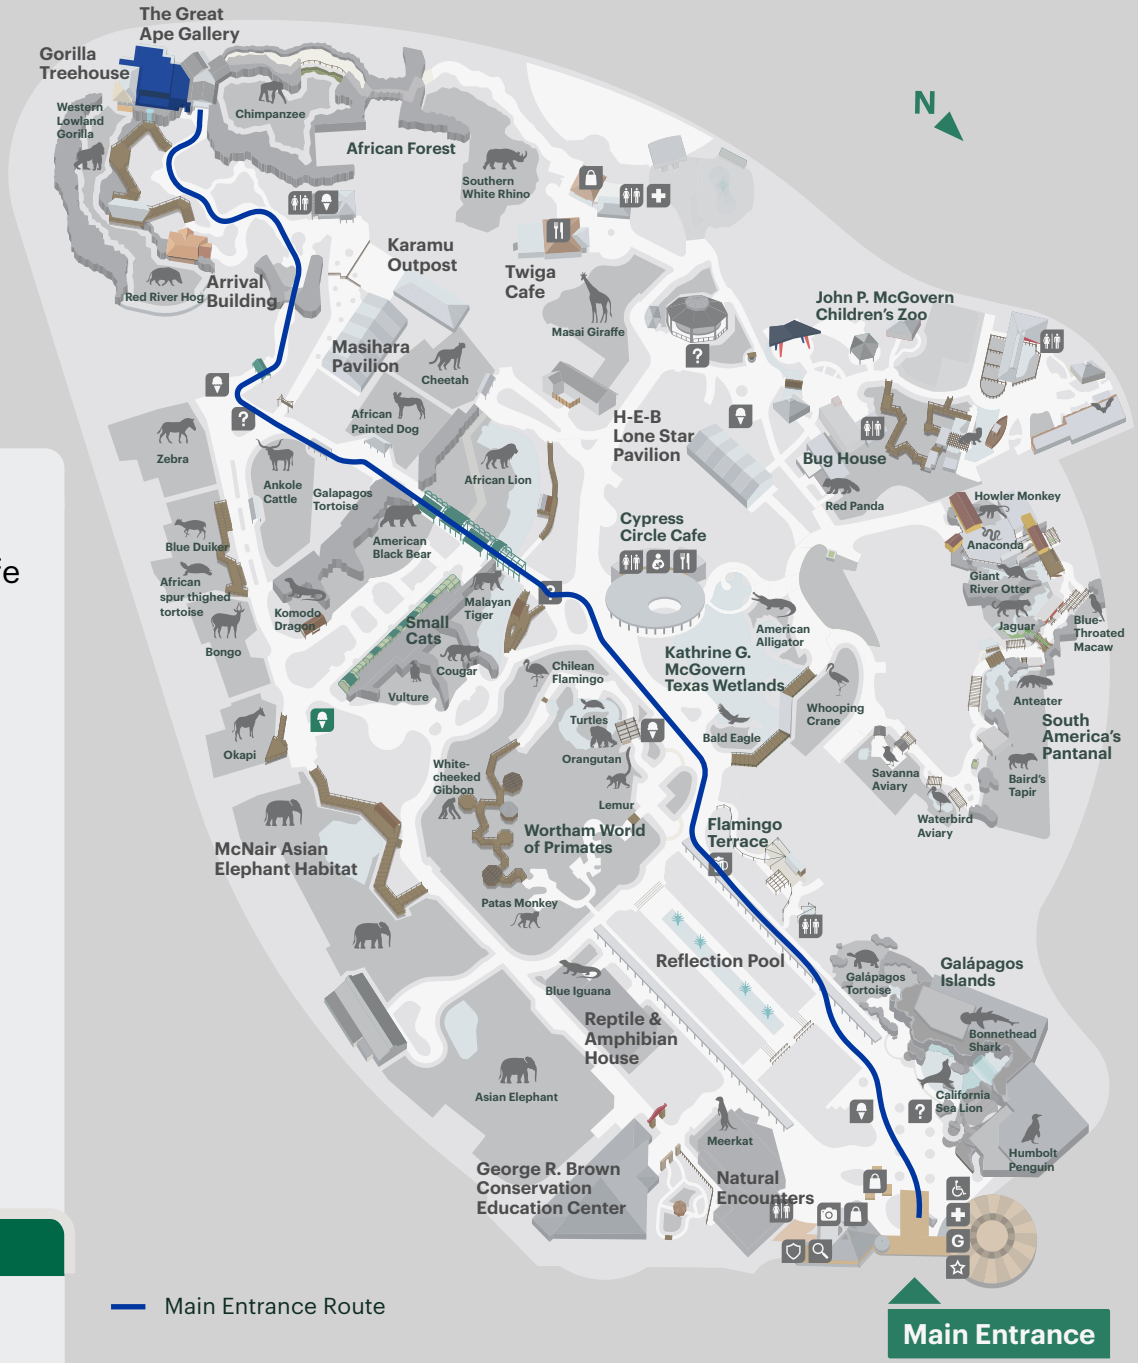 The Great
Ape Gallery
Gorilla
Treehouse
Western
Lowland
Gorilla
Chimpanzee
African Forest
N
Southern
White Rhino
Karamu
Outpost
Twiga
Cafe
Red River Hog
Arrival
Building
Masai Giraffe
John P. McGovern
Children's Zoo
Masihara
Pavilion
Cheetah
?
?
African
Painted Dog
H-E-B
Lone Star
Pavilion
Zebra
Ankole
Cattle
Galapagos
Tortoise
African Lion
Bug House
Red Panda
Howler Monkey
Blue Duiker
American
Black Bear
Cypress
Circle Cafe
Anaconda
fe
African
spur thighed
tortoise
Komodo
Dragon
Malayan
Tiger
?
Giant
River Otter
Small
Cats
American
Alligator
Jaguar
Blue-
Throated
Macaw
Bongo
Cougar
Vulture
Chilean
Flamingo
Kathrine G.
McGovern
Texas Wetlands
Whooping
Crane
Anteater
South
America's
Pantanal
Okapi
Turtles
Orangutan
Bald Eagle
White-
cheeked
Gibbon
Lemur
Savanna
Aviary
Baird's
Tapir
Waterbird
Aviary
McNair Asian
Elephant Habitat
Wortham World
of Primates
Flamingo
Terrace
Patas Monkey
Reflection Pool
Blue Iguana
Galápagos
Tortoise
Galápagos
Islands
Reptile &
Amphibian
House
Bonnethead
Shark
Asian Elephant
California
Sea Lion
?
Meerkat
Humbolt
Penguin
George R. Brown
Conservation
Education Center
Natural
Encounters
G
Main Entrance Route
Main Entrance